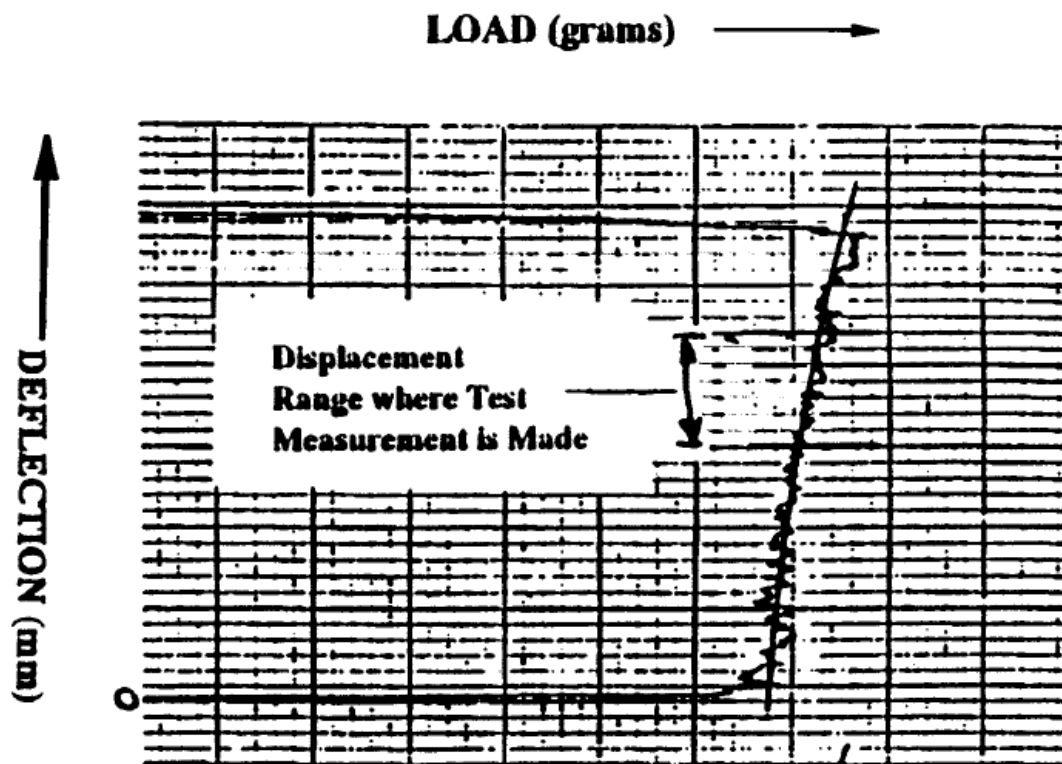 LOAD (grams)
DEFLECTION (mm)
Displacement
Range where Test
Measurement is Made
0